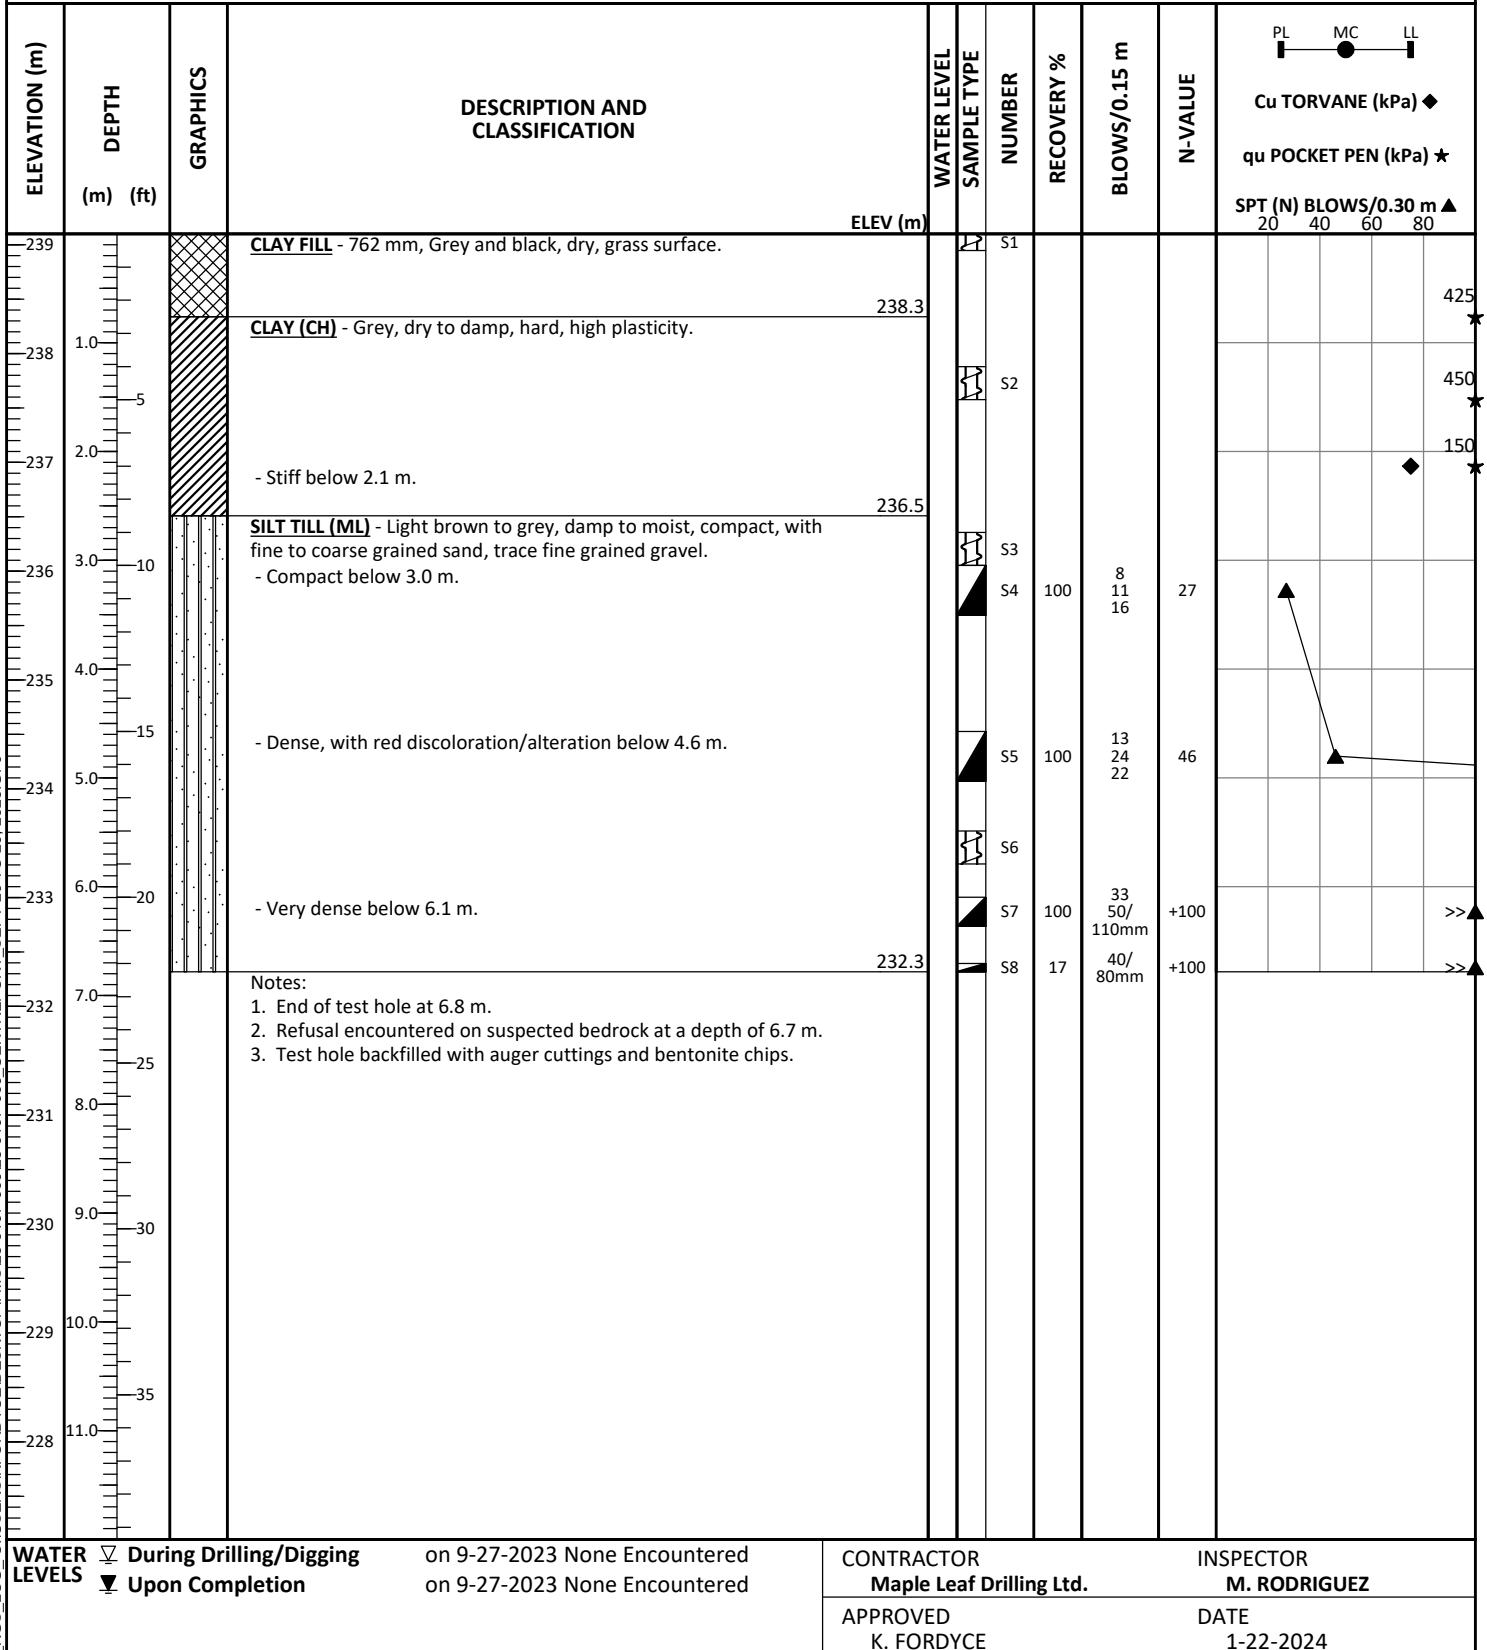 ELEVATION (m)
DEPTH
(m) (ft)
GRAPHICS
DESCRIPTION AND
CLASSIFICATION
ELEV (m)
WATER LEVEL
SAMPLE TYPE
NUMBER
RECOVERY %
BLOWS/0.15 m
N-VALUE
PL MC LL
Cu TORVANE (kPa)
qu POCKET PEN (kPa)
SPT (N) BLOWS/0.30 m
20 40 60 80
239
CLAY FILL - 762 mm, Grey and black, dry, grass surface.
S1
425
238.3
CLAY (CH) - Grey, dry to damp, hard, high plasticity.
1.0
238
S2
450
5
2.0
150
237
- Stiff below 2.1 m.
236.5
SILT TILL (ML) - Light brown to grey, damp to moist, compact, with
fine to coarse grained sand, trace fine grained gravel.
S3
3.0
10
236
- Compact below 3.0 m.
S4 100
8
11
16
27
4.0
235
15
- Dense, with red discoloration/alteration below 4.6 m.
S5 100
13
24
22
46
5.0
234
S6
6.0
233
20
- Very dense below 6.1 m.
S7 100
33
50/
110mm
+100
>>
232.3
S8 17
40/
80mm
+100
>>
Notes:
7.0
232
1. End of test hole at 6.8 m.
2. Refusal encountered on suspected bedrock at a depth of 6.7 m.
3. Test hole backfilled with auger cuttings and bentonite chips.
25
8.0
231
9.0
230
30
10.0
229
35
11.0
228
WATER LEVELS
During Drilling/Digging on 9-27-2023 None Encountered
Upon Completion on 9-27-2023 None Encountered
CONTRACTOR
Maple Leaf Drilling Ltd.
INSPECTOR
M. RODRIGUEZ
APPROVED
K. FORDYCE
DATE
1-22-2024